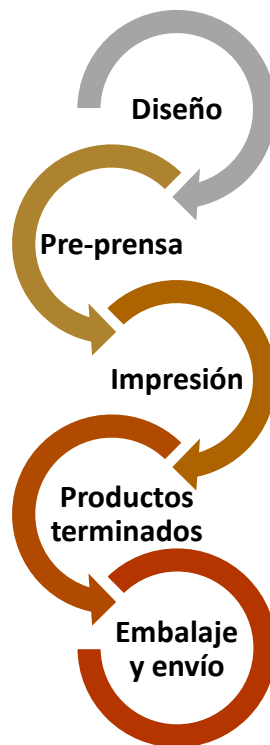 Diseño
Pre-prensa
Impresión
Productos
terminados
Embalaje
y envío